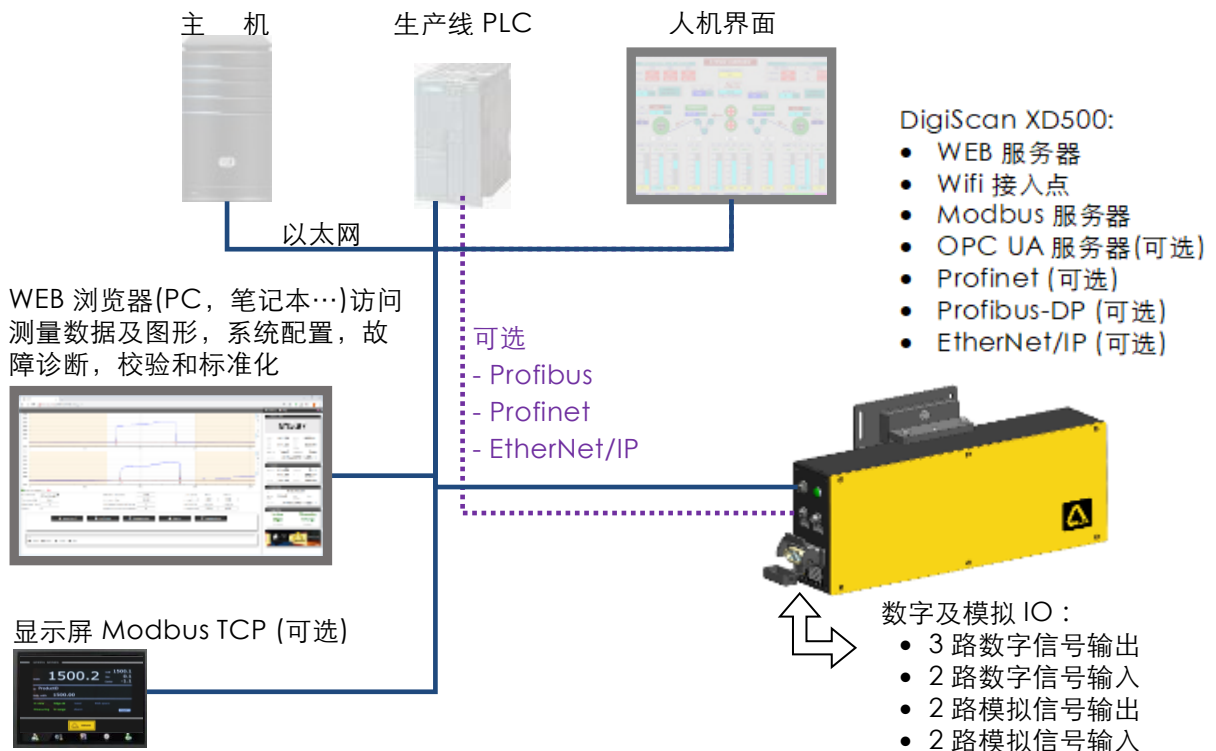 主 机
生产线 PLC
人机界面
以太网
DigiScan XD500:
• WEB 服务器
• Wifi 接入点
• Modbus 服务器
• OPC UA 服务器(可选)
• Profinet (可选)
• Profibus-DP (可选)
• EtherNet/IP (可选)
WEB 浏览器(PC，笔记本…)访问
测量数据及图形，系统配置，故
障诊断，校验和标准化
可选
- Profibus
- Profinet
- EtherNet/IP
显示屏 Modbus TCP (可选)
1500.2
1500.1
0.1
-1.1
1500.00
数字及模拟 IO：
• 3 路数字信号输出
• 2 路数字信号输入
• 2 路模拟信号输出
• 2 路模拟信号输入